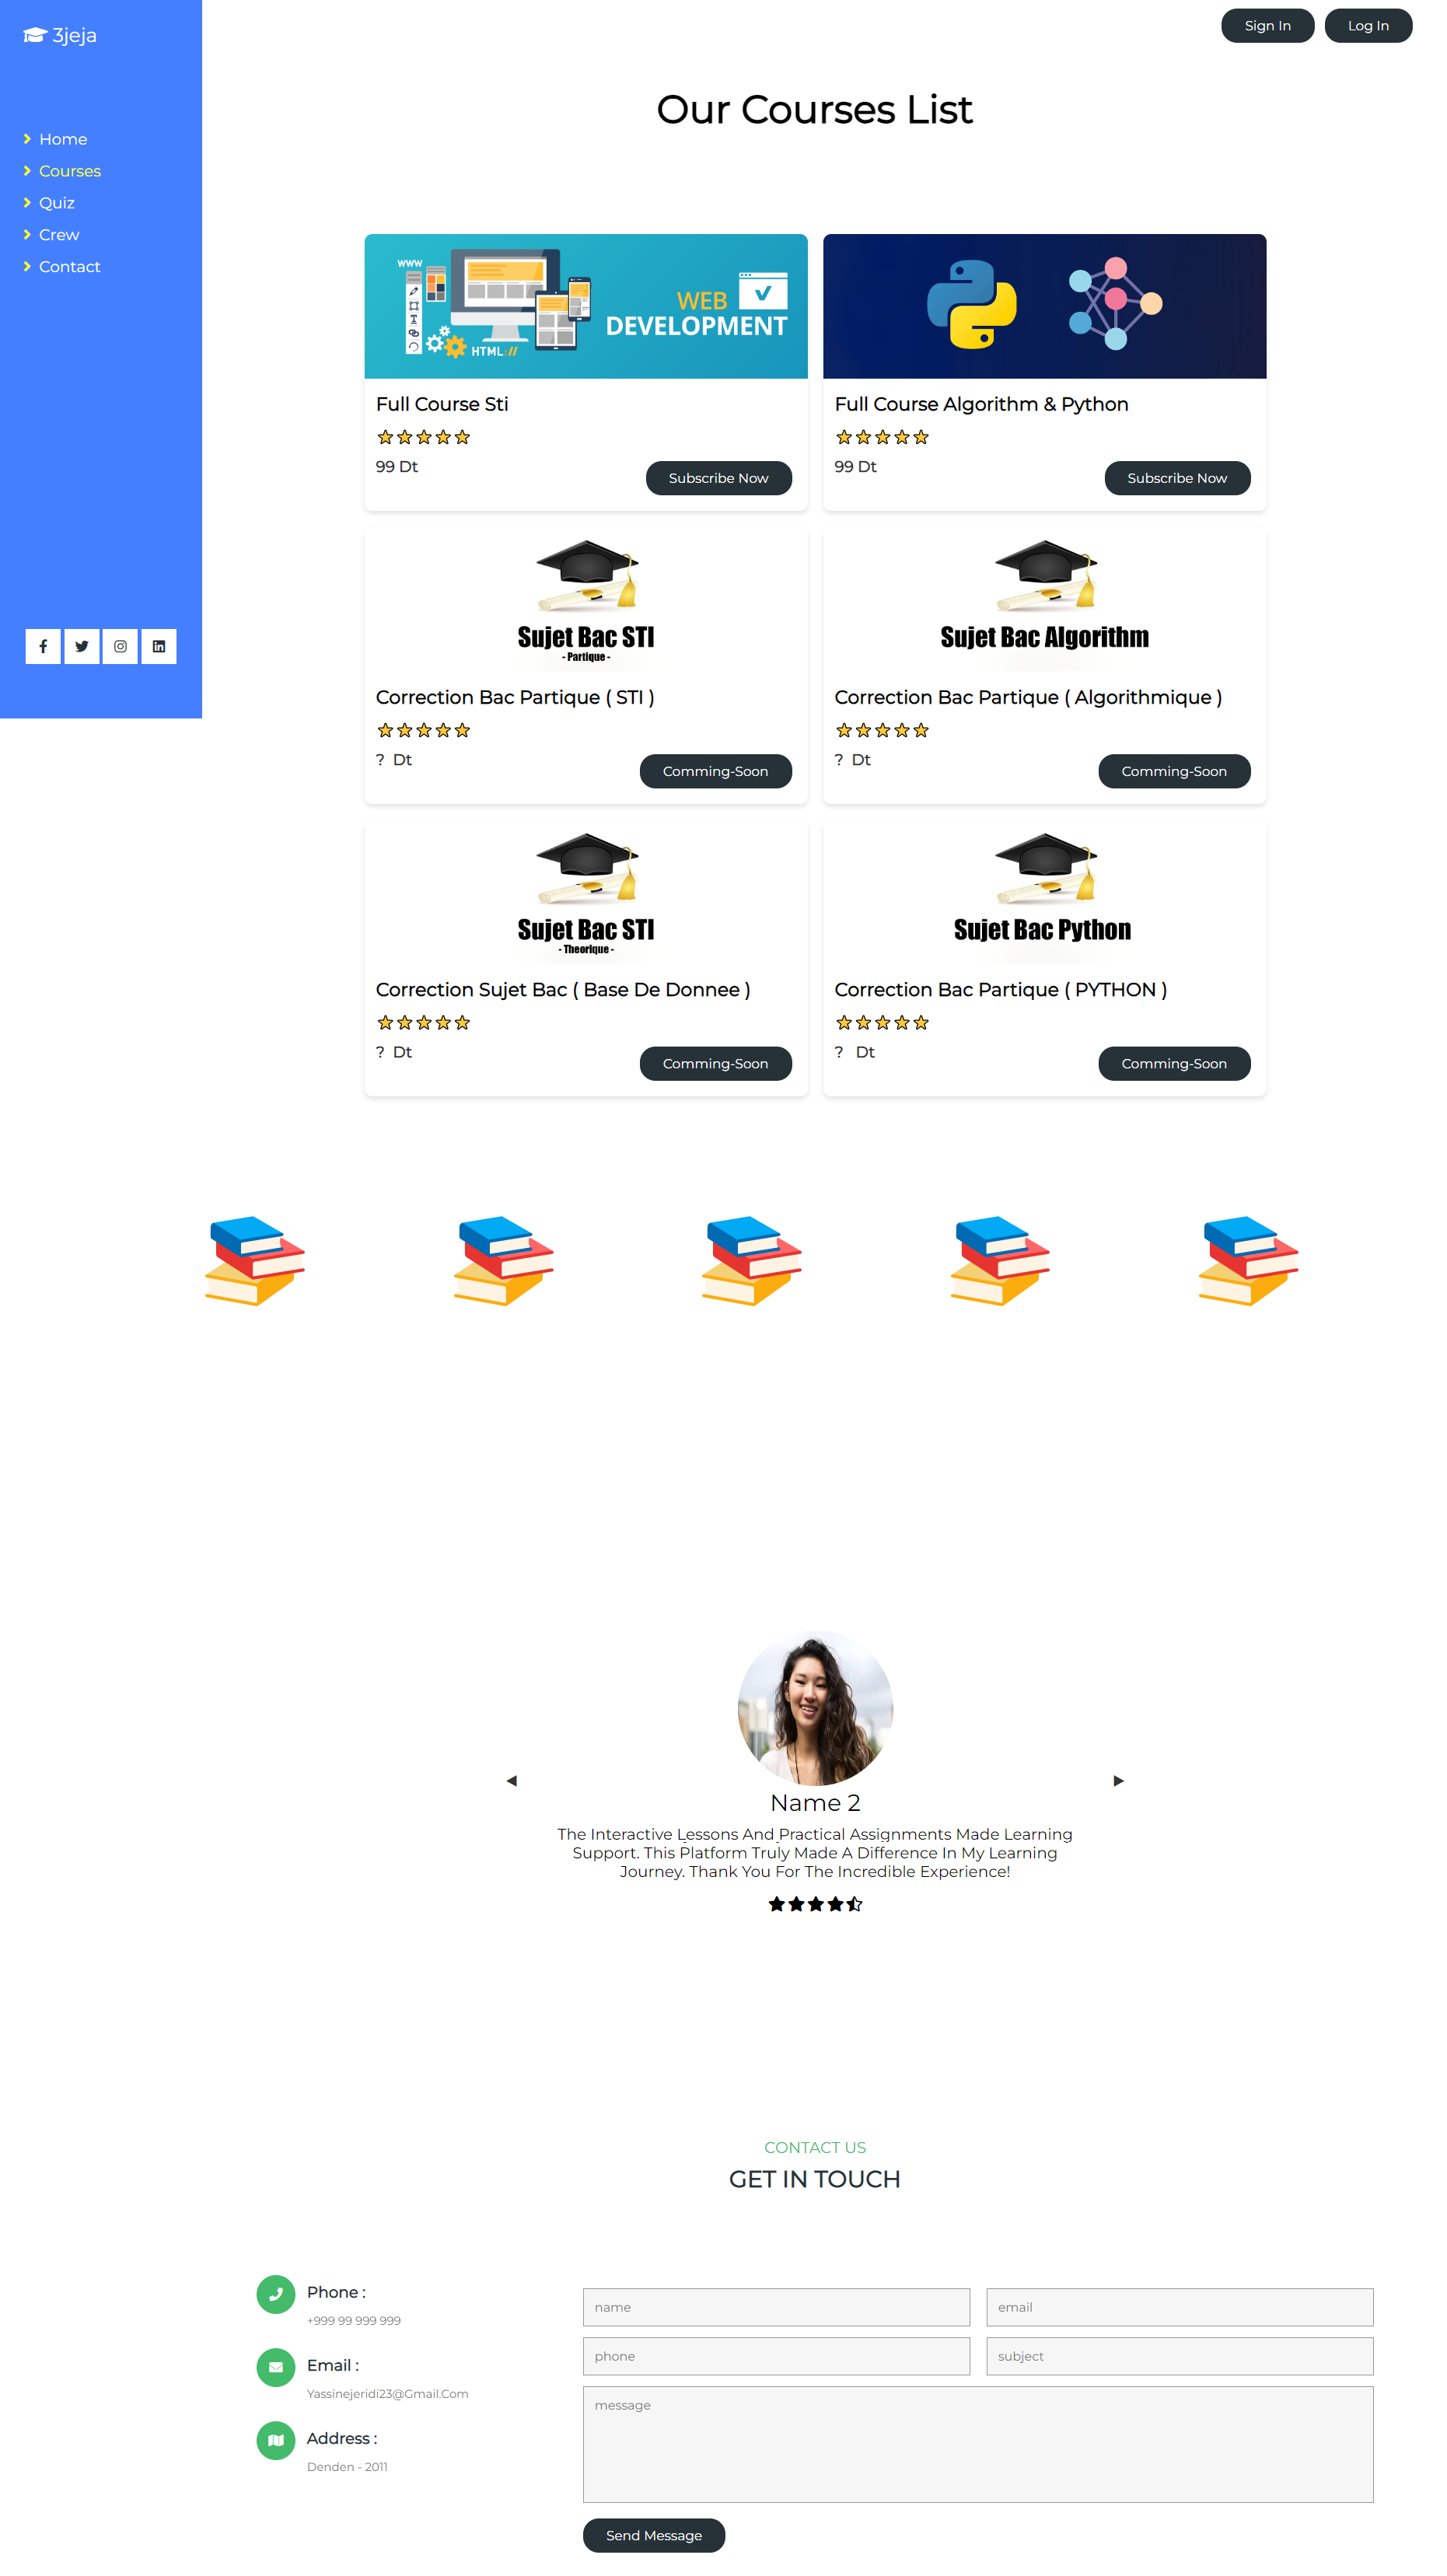 3jeja
Sign In
Log In
Home
Courses
Quiz
Crew
Contact
Our Courses List
WWW
HTML://
WEB
DEVELOPMENT
Full Course Sti
99 Dt
Subscribe Now
Full Course Algorithm & Python
99 Dt
Subscribe Now
Sujet Bac STI
- Partique -
Correction Bac Partique ( STI )
? Dt
Comming-Soon
Sujet Bac Algorithm
Correction Bac Partique ( Algorithmique )
? Dt
Comming-Soon
Sujet Bac STI
- Theorique -
Correction Sujet Bac ( Base De Donnee )
? Dt
Comming-Soon
Sujet Bac Python
Correction Bac Partique ( PYTHON )
? Dt
Comming-Soon
Name 2
The Interactive Lessons And Practical Assignments Made Learning
Support. This Platform Truly Made A Difference In My Learning
Journey. Thank You For The Incredible Experience!
CONTACT US
GET IN TOUCH
Phone :
+999 99 999 999
Email :
Yassinejeridi23@Gmail.Com
Address :
Denden - 2011
name
email
phone
subject
message
Send Message